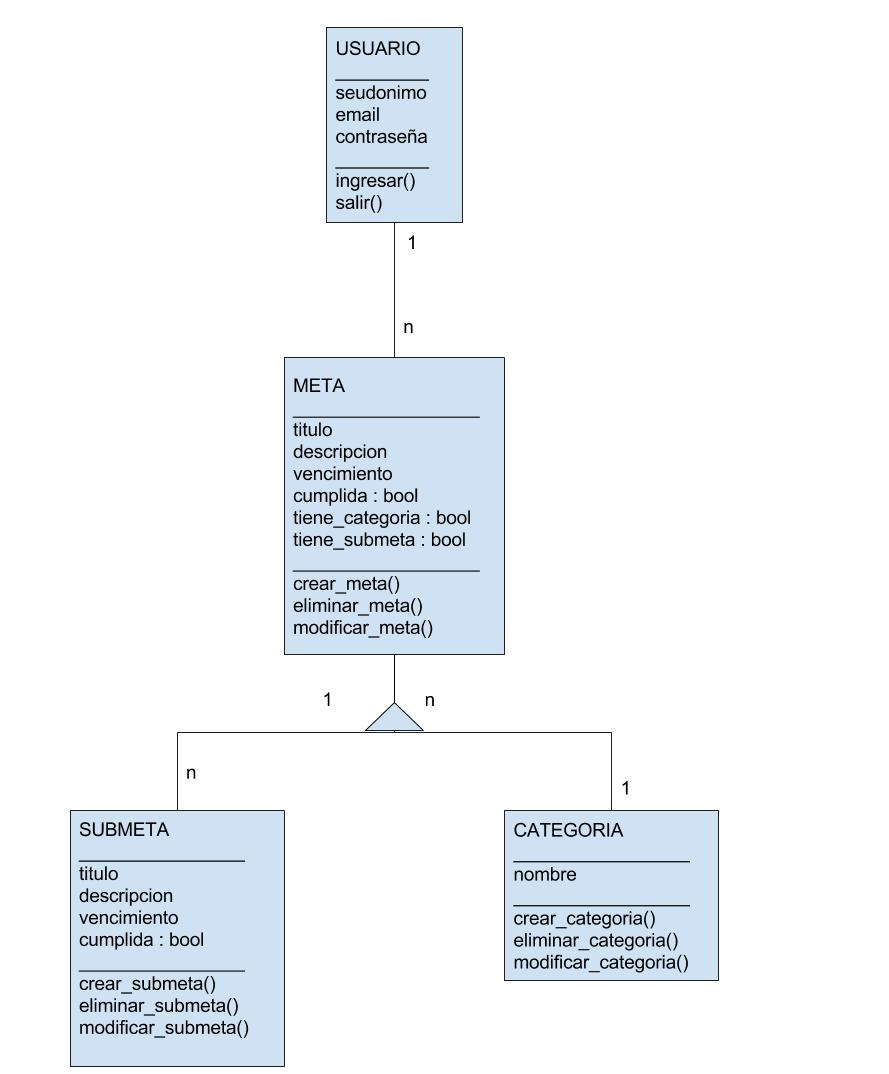 USUARIO
seudonimo
email
contraseña
ingresar()
salir()
1
n
META
titulo
descripcion
vencimiento
cumplida : bool
tiene_categoria : bool
tiene_submeta : bool
crear_meta()
eliminar_meta()
modificar_meta()
1
n
n
1
SUBMETA
titulo
descripcion
vencimiento
cumplida : bool
crear_submeta()
eliminar_submeta()
modificar_submeta()
CATEGORIA
nombre
crear_categoria()
eliminar_categoria()
modificar_categoria()